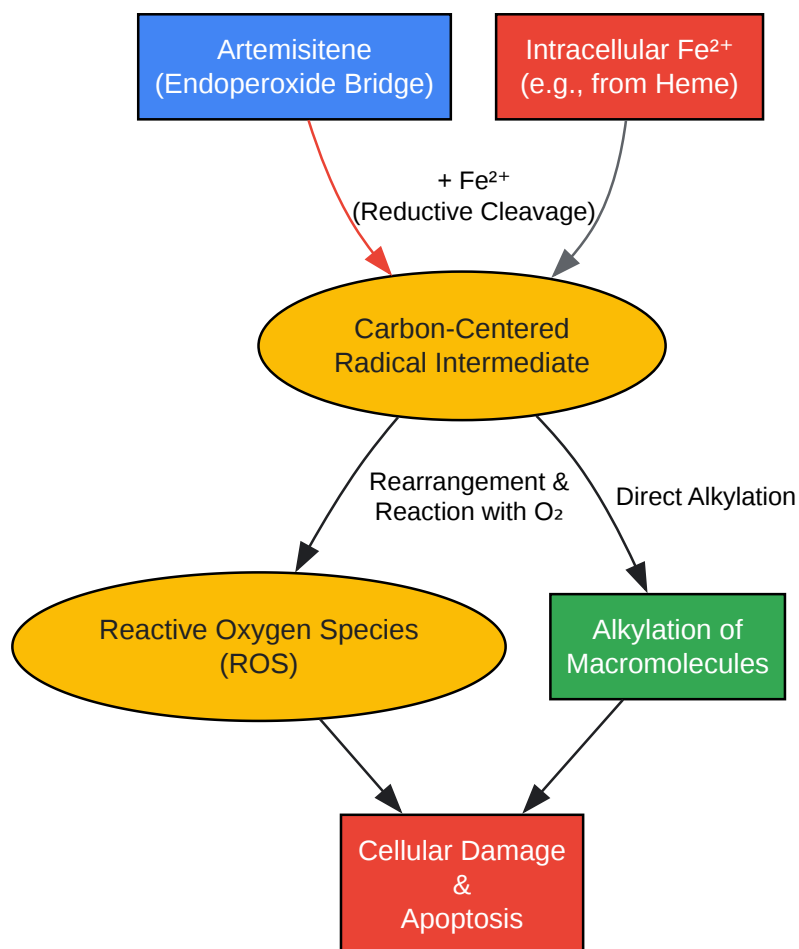 Artemisitene
(Endoperoxide Bridge)
Intracellular Fe²⁺
(e.g., from Heme)
+ Fe²⁺
(Reductive Cleavage)
Carbon-Centered
Radical Intermediate
Rearrangement &
Reaction with O₂
Direct Alkylation
Reactive Oxygen Species
(ROS)
Alkylation of
Macromolecules
Cellular Damage
&
Apoptosis